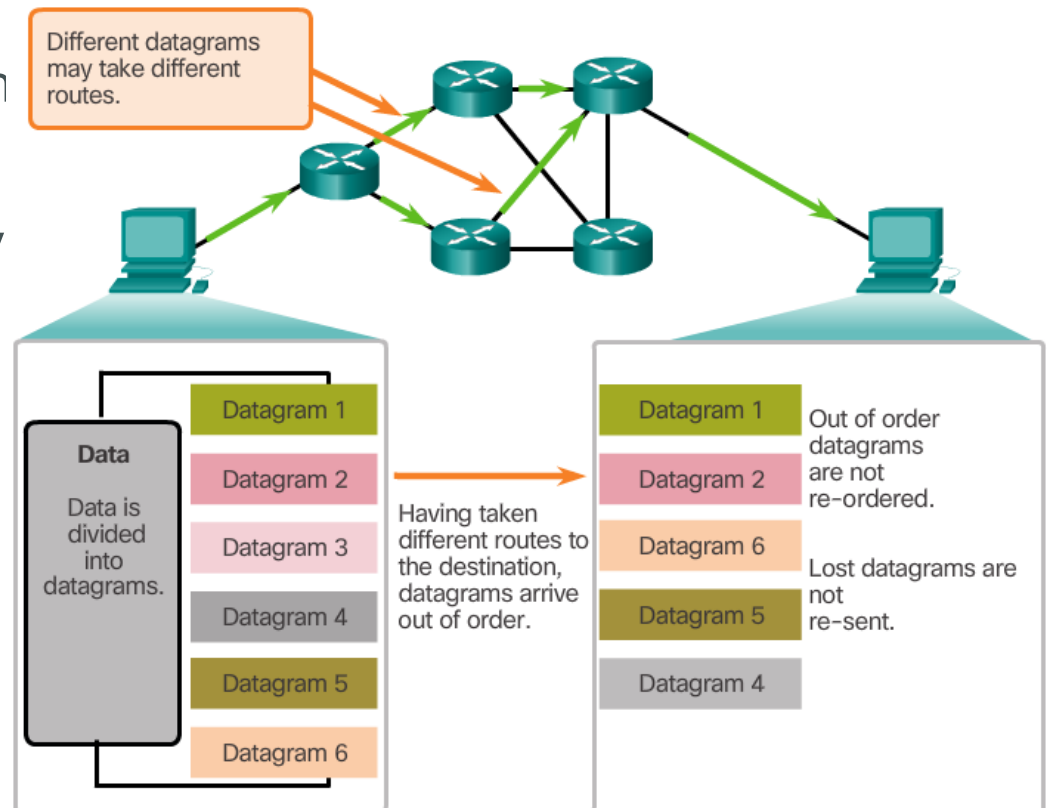 Different datagrams
may take different
routes.
Data
Data is
divided
into
datagrams.
Datagram 1
Datagram 2
Datagram 3
Datagram 4
Datagram 5
Datagram 6
Having taken
different routes to
the destination,
datagrams arrive
out of order.
Datagram 1
Datagram 2
Datagram 6
Datagram 5
Datagram 4
Out of order
datagrams
are not
re-ordered.
Lost datagrams are
not
re-sent.